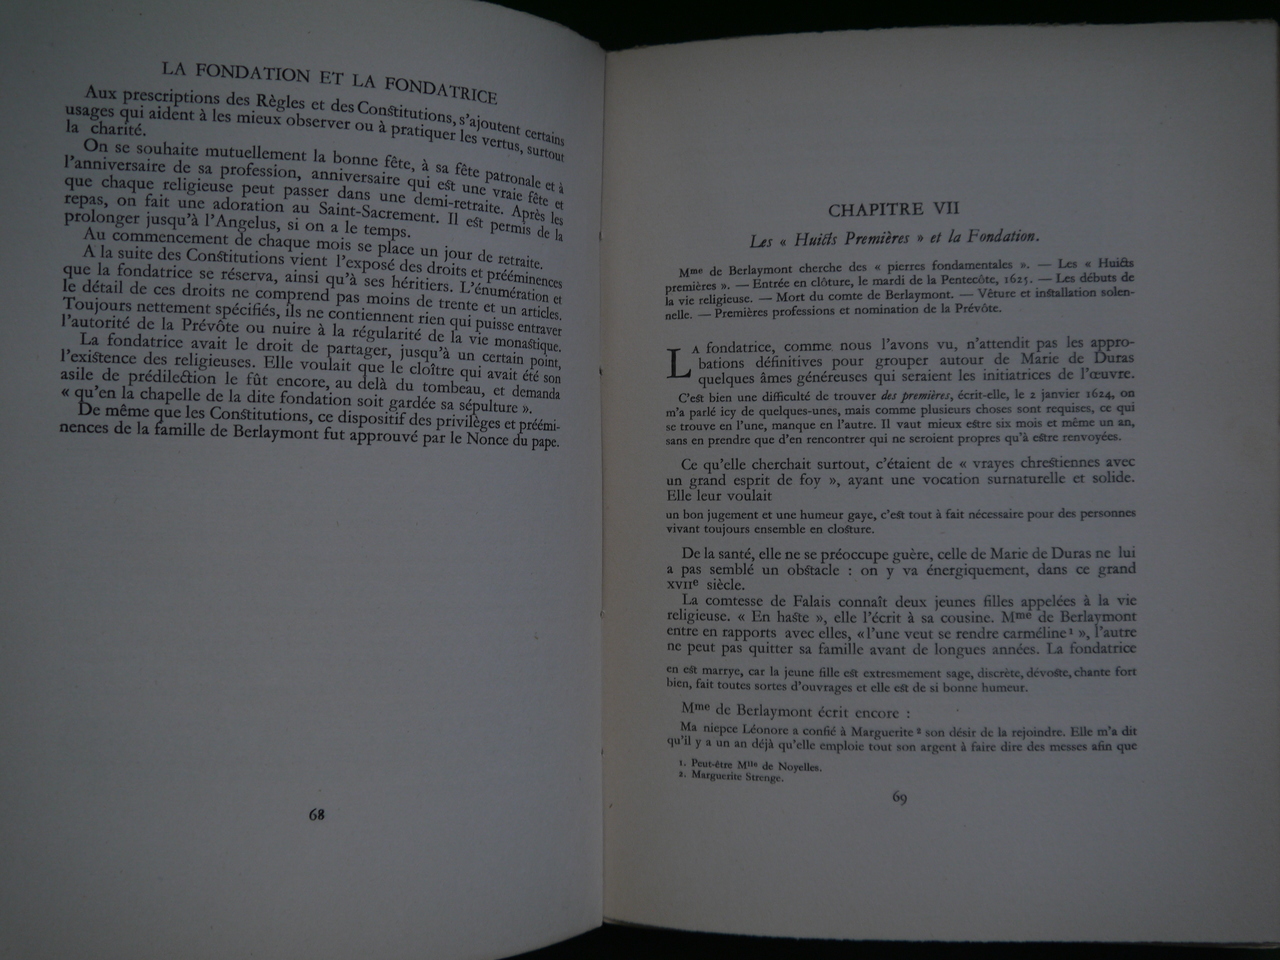 LA FONDATION ET LA FONDATRICE
Aux prescriptions des Règles et des Constitutions, s'ajoutent certains
usages qui aident à les mieux observer ou à pratiquer les vertus, surtout
la charité.
On se souhaite mutuellement la bonne fête, à sa fête patronale et à
l'anniversaire de sa profession, anniversaire qui est une vraie fête et
que chaque religieuse peut passer dans une demi-retraite. Après les
repas, on fait une adoration au Saint-Sacrement. Il est permis de la
prolonger jusqu'à l'Angelus, si on a le temps.
Au commencement de chaque mois se place un jour de retraite.
A la suite des Constitutions vient l'exposé des droits et prééminences
que la fondatrice se réserva, ainsi qu'à ses héritiers. L'énumération et
le détail de ces droits ne comprend pas moins de trente et un articles.
Toujours nettement spécifiés, ils ne contiennent rien qui puisse entraver
l'autorité de la Prévôte ou nuire à la régularité de la vie monastique.
La fondatrice avait le droit de partager, jusqu'à un certain point,
l'existence des religieuses. Elle voulait que le cloître qui avait été son
asile de prédilection le fût encore, au delà du tombeau, et demanda
« qu'en la chapelle de la dite fondation soit gardée sa sépulture ».
De même que les Constitutions, ce dispositif des privilèges et préémi-
nences de la famille de Berlaymont fut approuvé par le Nonce du pape.
68
CHAPITRE VII
Les « Huicts Premières » et la Fondation.
Mme de Berlaymont cherche des « pierres fondamentales ». — Les « Huicts
premières ». — Entrée en clôture, le mardi de la Pentecôte, 1625. — Les débuts de
la vie religieuse. — Mort du comte de Berlaymont. — Vêture et installation solen-
nelle. — Premières professions et nomination de la Prévôte.
LA fondatrice, comme nous l'avons vu, n'attendit pas les appro-
bations définitives pour grouper autour de Marie de Duras
quelques âmes généreuses qui seraient les initiatrices de l'œuvre.
C'est bien une difficulté de trouver des premières, écrit-elle, le 2 janvier 1624, on
m'a parlé icy de quelques-unes, mais comme plusieurs choses sont requises, ce qui
se trouve en l'une, manque en l'autre. Il vaut mieux estre six mois et même un an,
sans en prendre que d'en rencontrer qui ne seroient propres qu'à estre renvoyées.
Ce qu'elle cherchait surtout, c'étaient de « vrayes chrestiennes avec
un grand esprit de foy », ayant une vocation surnaturelle et solide.
Elle leur voulait
un bon jugement et une humeur gaye, c'est tout à fait nécessaire pour des personnes
vivant toujours ensemble en closture.
De la santé, elle ne se préoccupe guère, celle de Marie de Duras ne lui
a pas semblé un obstacle : on y va énergiquement, dans ce grand
XVIIe siècle.
La comtesse de Falais connaît deux jeunes filles appelées à la vie
religieuse. « En haste », elle l'écrit à sa cousine. Mme de Berlaymont
entre en rapports avec elles, « l'une veut se rendre carméline¹ », l'autre
ne peut pas quitter sa famille avant de longues années. La fondatrice
en est marrye, car la jeune fille est extresmement sage, discrète, dévoste, chante fort
bien, fait toutes sortes d'ouvrages et elle est de si bonne humeur.
Mme de Berlaymont écrit encore :
Ma niepce Léonore a confié à Marguerite ² son désir de la rejoindre. Elle m'a dit
qu'il y a un an déjà qu'elle emploie tout son argent à faire dire des messes afin que
1. Peut-être Mlle de Noyelles.
2. Marguerite Strenge.
69